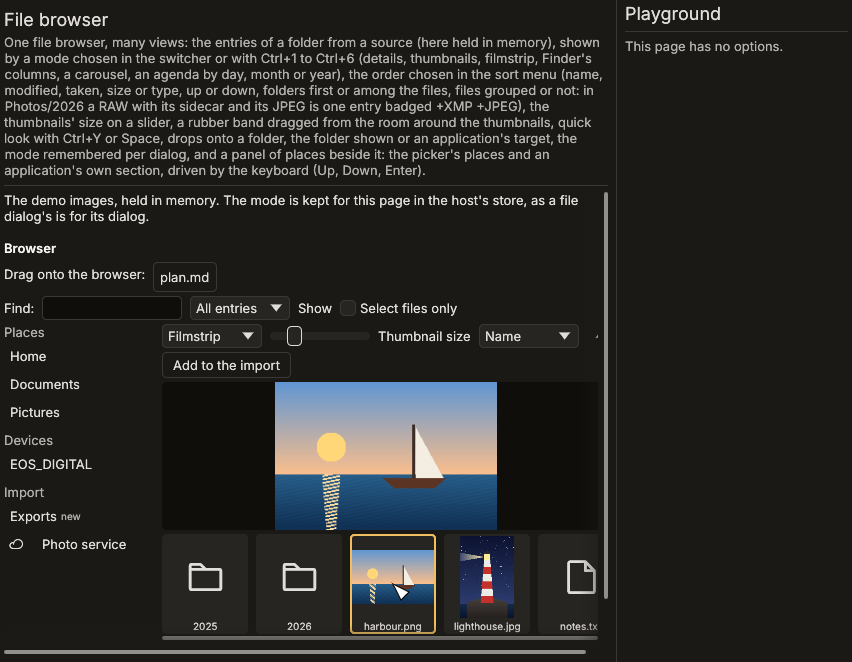 File browser
One file browser, many views: the entries of a folder from a source (here held in memory), shown
by a mode chosen in the switcher or with Ctrl+1 to Ctrl+6 (details, thumbnails, filmstrip, Finder's
columns, a carousel, an agenda by day, month or year), the order chosen in the sort menu (name,
modified, taken, size or type, up or down, folders first or among the files, files grouped or not: in
Photos/2026 a RAW with its sidecar and its JPEG is one entry badged +XMP +JPEG), the
thumbnails' size on a slider, a rubber band dragged from the room around the thumbnails, quick
look with Ctrl+Y or Space, drops onto a folder, the folder shown or an application's target, the
mode remembered per dialog, and a panel of places beside it: the picker's places and an
application's own section, driven by the keyboard (Up, Down, Enter).
The demo images, held in memory. The mode is kept for this page in the host's store, as a file
dialog's is for its dialog.
Browser
Drag onto the browser: plan.md
Find: All entries Show Select files only
Places
Filmstrip Thumbnail size Name
Home
Add to the import
Documents
Pictures
Devices
EOS_DIGITAL
Import
Exports new
Photo service
2025 2026 harbour.png lighthouse.jpg notes.tx
Playground
This page has no options.